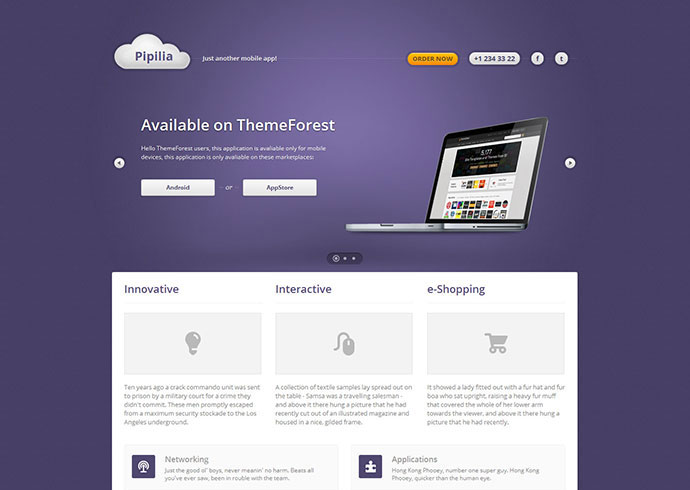 Pipilia
Just another mobile app!
ORDER NOW
+1 234 33 22
f
t
Available on ThemeForest
Hello ThemeForest users, this application is avaliable only for mobile
devices, this application is only avaliable on these marketplaces:
Android
or
AppStore
5.177
Innovative
Interactive
e-Shopping
Ten years ago a crack commando unit was sent
to prison by a military court for a crime they
didn't commit. These men promptly escaped
from a maximum security stockade to the Los
Angeles underground.
A collection of textile samples lay spread out on
the table - Samsa was a travelling salesman -
and above it there hung a picture that he had
recently cut out of an illustrated magazine and
housed in a nice, gilded frame.
It showed a lady fitted out with a fur hat and fur
boa who sat upright, raising a heavy fur muff
that covered the whole of her lower arm
towards the viewer, and above it there hung a
picture that he had recently.
Networking
Just the good ol' boys, never meanin' no harm. Beats all
you've ever saw, been in rouble with the team.
Applications
Hong Kong Phooey, number one super guy. Hong Kong
Phooey, quicker than the human eye.